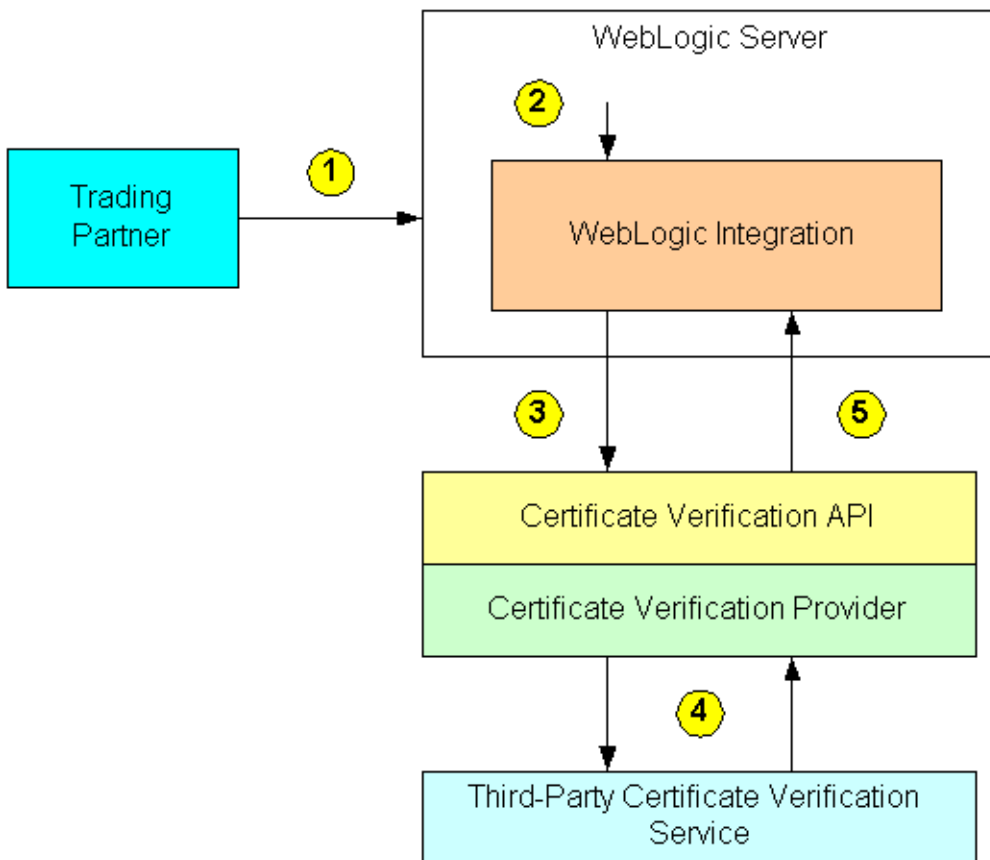 WebLogic Server
2
1
Trading
Partner
WebLogic Integration
3
5
Certificate Verification API
Certificate Verification Provider
4
Third-Party Certificate Verification
Service